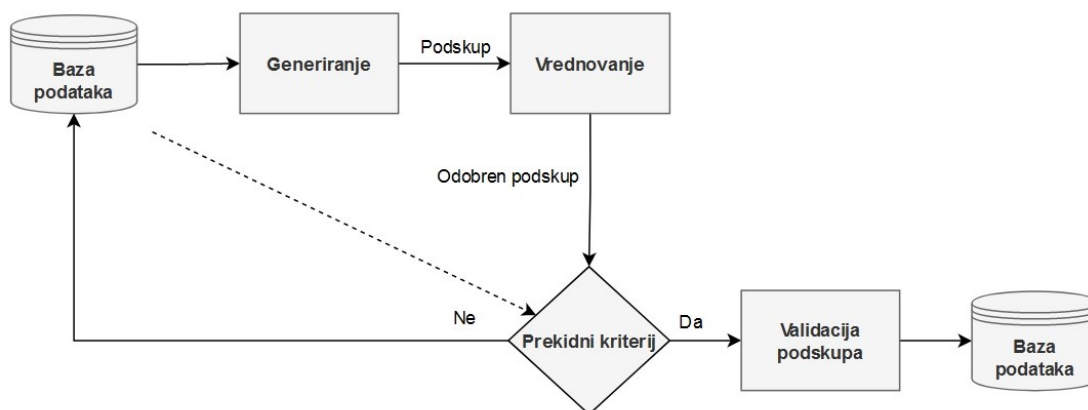 Baza
podataka
Generiranje
Podskup
Vrednovanje
Odobren podskup
Prekidni kriterij
Ne
Da
Validacija
podskupa
Baza
podataka